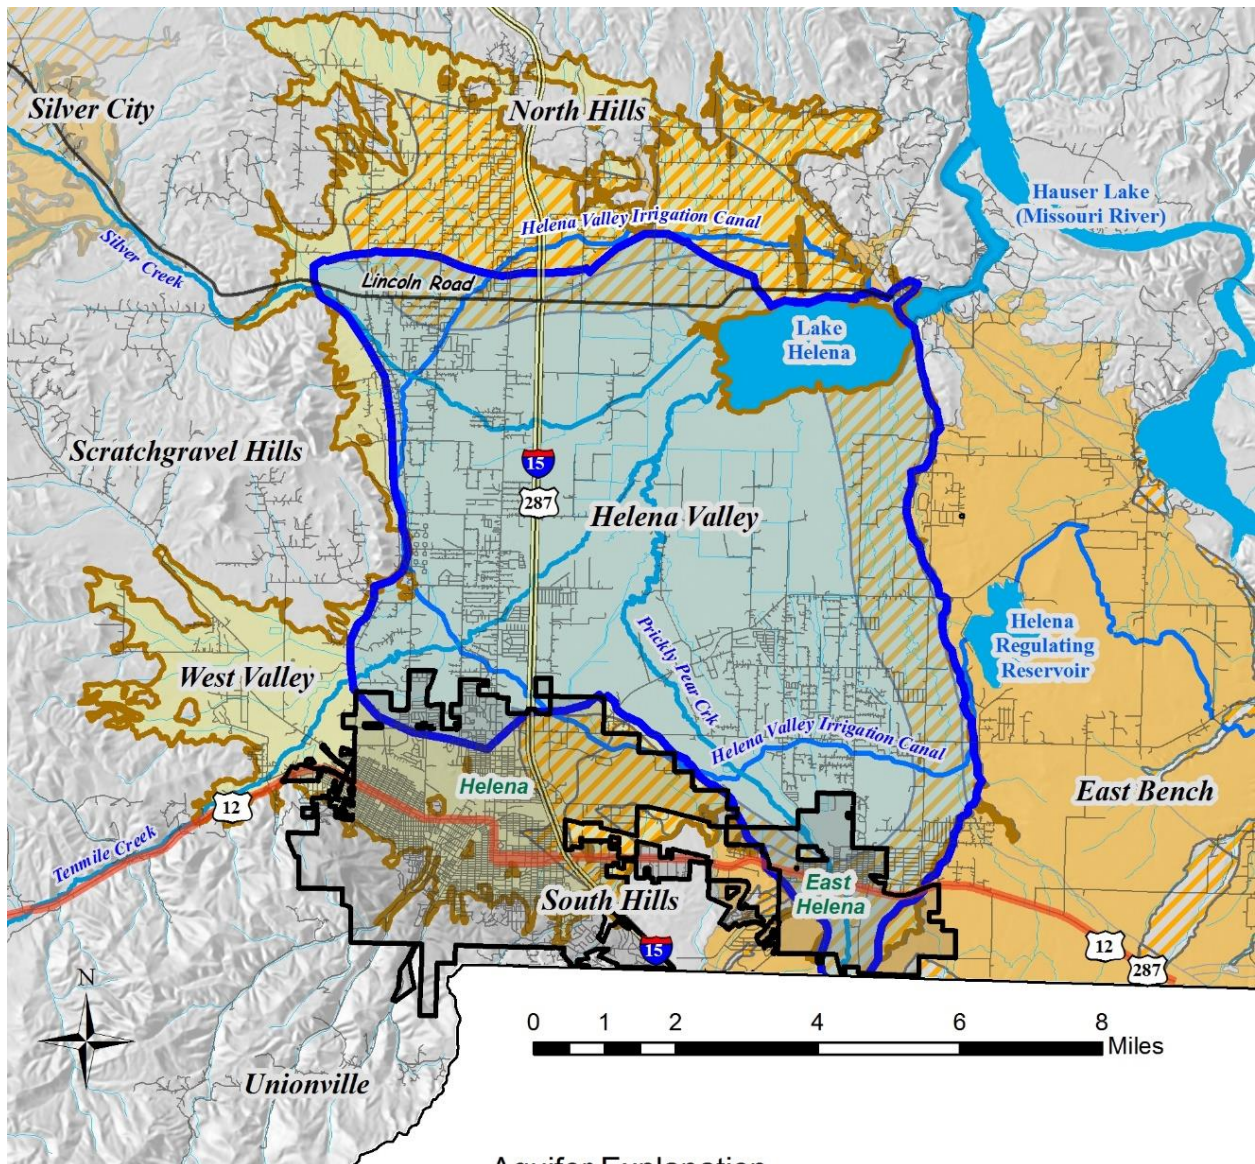 Silver City
North Hills
Hauser Lake
(Missouri River)
Helena Valley Irrigation Canal
Silver Creek
Lincoln Road
Lake
Helena
Scratchgravel Hills
15
287
Helena Valley
Prickly Pear Crk
Helena
Regulating
Reservoir
West Valley
Helena Valley Irrigation Canal
Helena
East Bench
12
Tenmile Creek
East
Helena
South Hills
15
12
287
N
0 1 2 4 6 8
Miles
Unionville
Aquifer Explanation